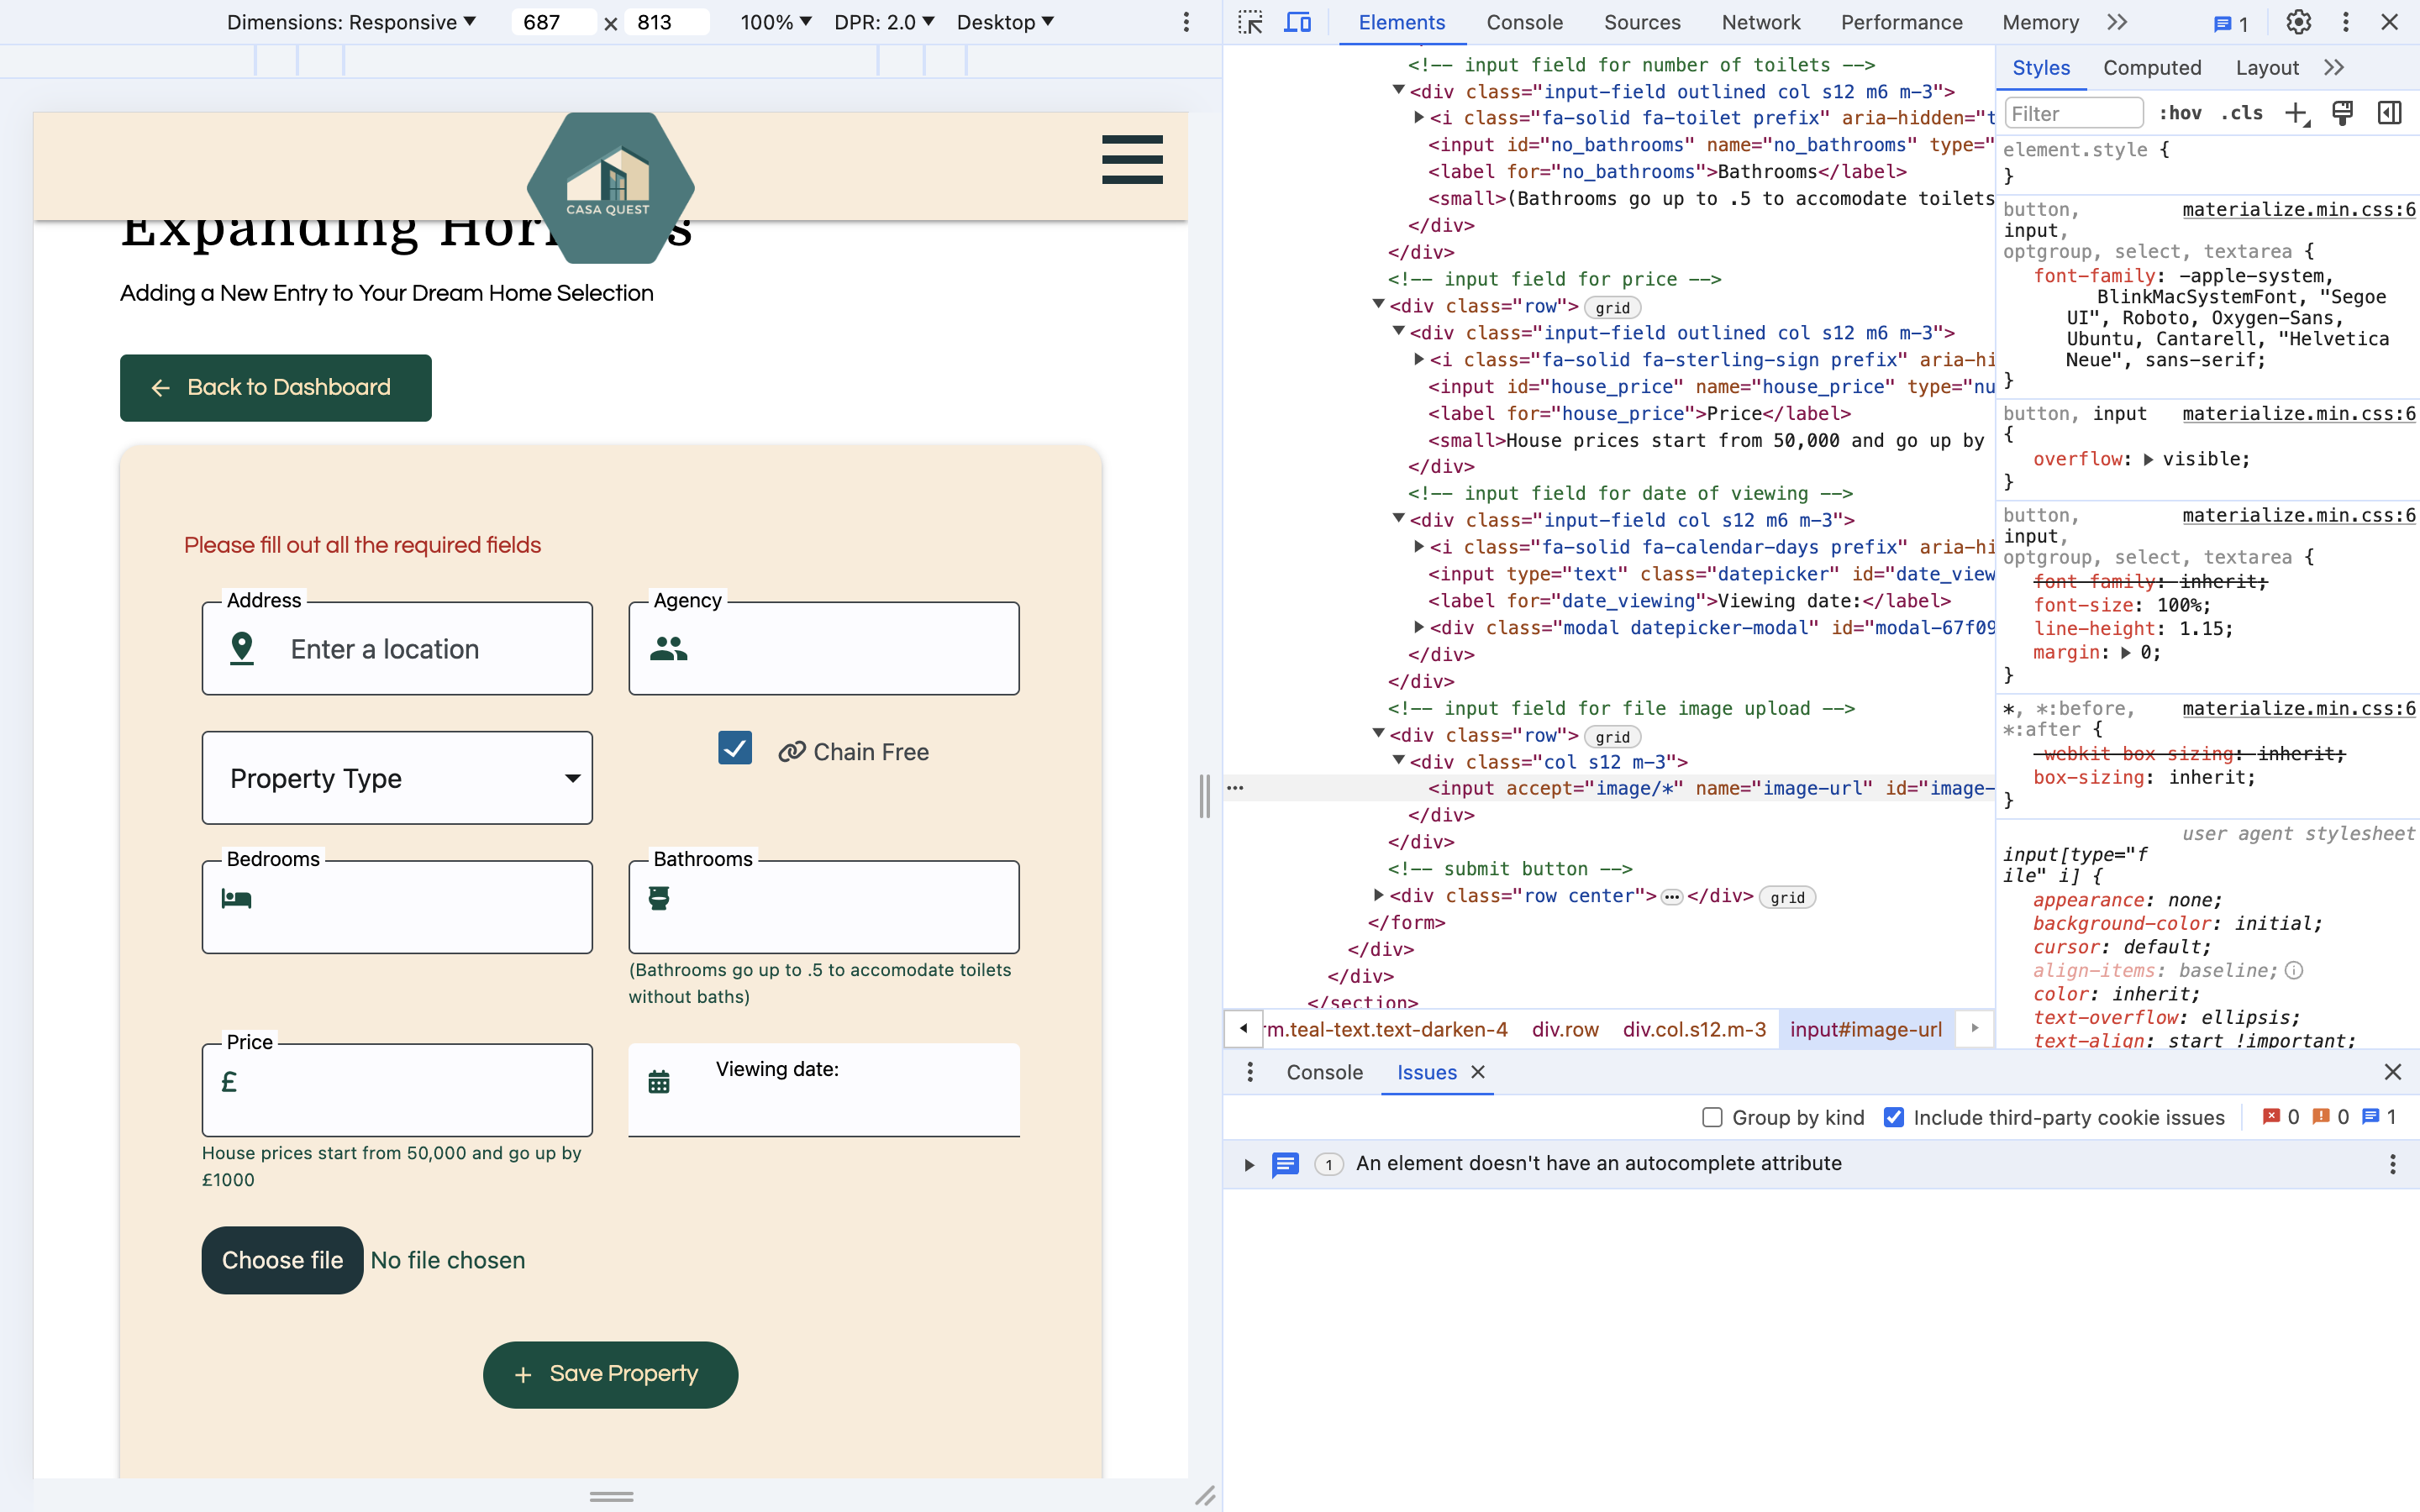 Dimensions: Responsive ▼ 687 × 813 100% ▼ DPR: 2.0 ▼ Desktop ▼
CASA QUEST
Expanding Hor s
Adding a New Entry to Your Dream Home Selection
← Back to Dashboard
Please fill out all the required fields
Address
Enter a location
Agency
Property Type
Chain Free
Bedrooms
Bathrooms
(Bathrooms go up to .5 to accomodate toilets
without baths)
Price
£
Viewing date:
House prices start from 50,000 and go up by
£1000
Choose file No file chosen
+ Save Property
Elements Console Sources Network Performance Memory >> 1
<!-- input field for number of toilets -->
▼<div class="input-field outlined col s12 m6 m-3">
▶<i class="fa-solid fa-toilet prefix" aria-hidden="t
<input id="no_bathrooms" name="no_bathrooms" type="
<label for="no_bathrooms">Bathrooms</label>
<small>(Bathrooms go up to .5 to accomodate toilets
</div>
</div>
<!-- input field for price -->
▼<div class="row"> grid
▼<div class="input-field outlined col s12 m6 m-3">
▶<i class="fa-solid fa-sterling-sign prefix" aria-hi
<input id="house_price" name="house_price" type="nu
<label for="house_price">Price</label>
<small>House prices start from 50,000 and go up by
</div>
<!-- input field for date of viewing -->
▼<div class="input-field col s12 m6 m-3">
▶<i class="fa-solid fa-calendar-days prefix" aria-hi
<input type="text" class="datepicker" id="date_view
<label for="date_viewing">Viewing date:</label>
▶<div class="modal datepicker-modal" id="modal-67f09
</div>
</div>
<!-- input field for file image upload -->
▼<div class="row"> grid
▼<div class="col s12 m-3">
<input accept="image/*" name="image-url" id="image-
</div>
</div>
<!-- submit button -->
▶<div class="row center"> ••• </div> grid
</form>
</div>
</div>
</section>
rm.teal-text.text-darken-4 div.row div.col.s12.m-3 input#image-url
Styles Computed Layout >>
Filter :hov .cls +
element.style {
}
button, materialize.min.css:6
input,
optgroup, select, textarea {
font-family: -apple-system,
BlinkMacSystemFont, "Segoe
UI", Roboto, Oxygen-Sans,
Ubuntu, Cantarell, "Helvetica
Neue", sans-serif;
}
button, input materialize.min.css:6
{
overflow: ▶ visible;
}
button, materialize.min.css:6
input,
optgroup, select, textarea {
font-family: inherit;
font-size: 100%;
line-height: 1.15;
margin: ▶ 0;
}
*, *:before, materialize.min.css:6
*:after {
-webkit-box-sizing: inherit;
box-sizing: inherit;
}
user agent stylesheet
input[type="f
ile" i] {
appearance: none;
background-color: initial;
cursor: default;
align-items: baseline;
color: inherit;
text-overflow: ellipsis;
text-align: start !important;
Console Issues ×
Group by kind Include third-party cookie issues 0 0 1
▶ 1 An element doesn't have an autocomplete attribute